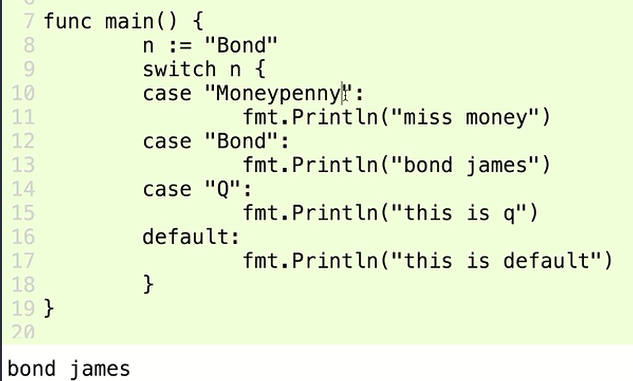 7 func main() {
8 n := "Bond"
9 switch n {
10 case "Moneypenny":
11 fmt.Println("miss money")
12 case "Bond":
13 fmt.Println("bond james")
14 case "Q":
15 fmt.Println("this is q")
16 default:
17 fmt.Println("this is default")
18 }
19 }
20
bond james